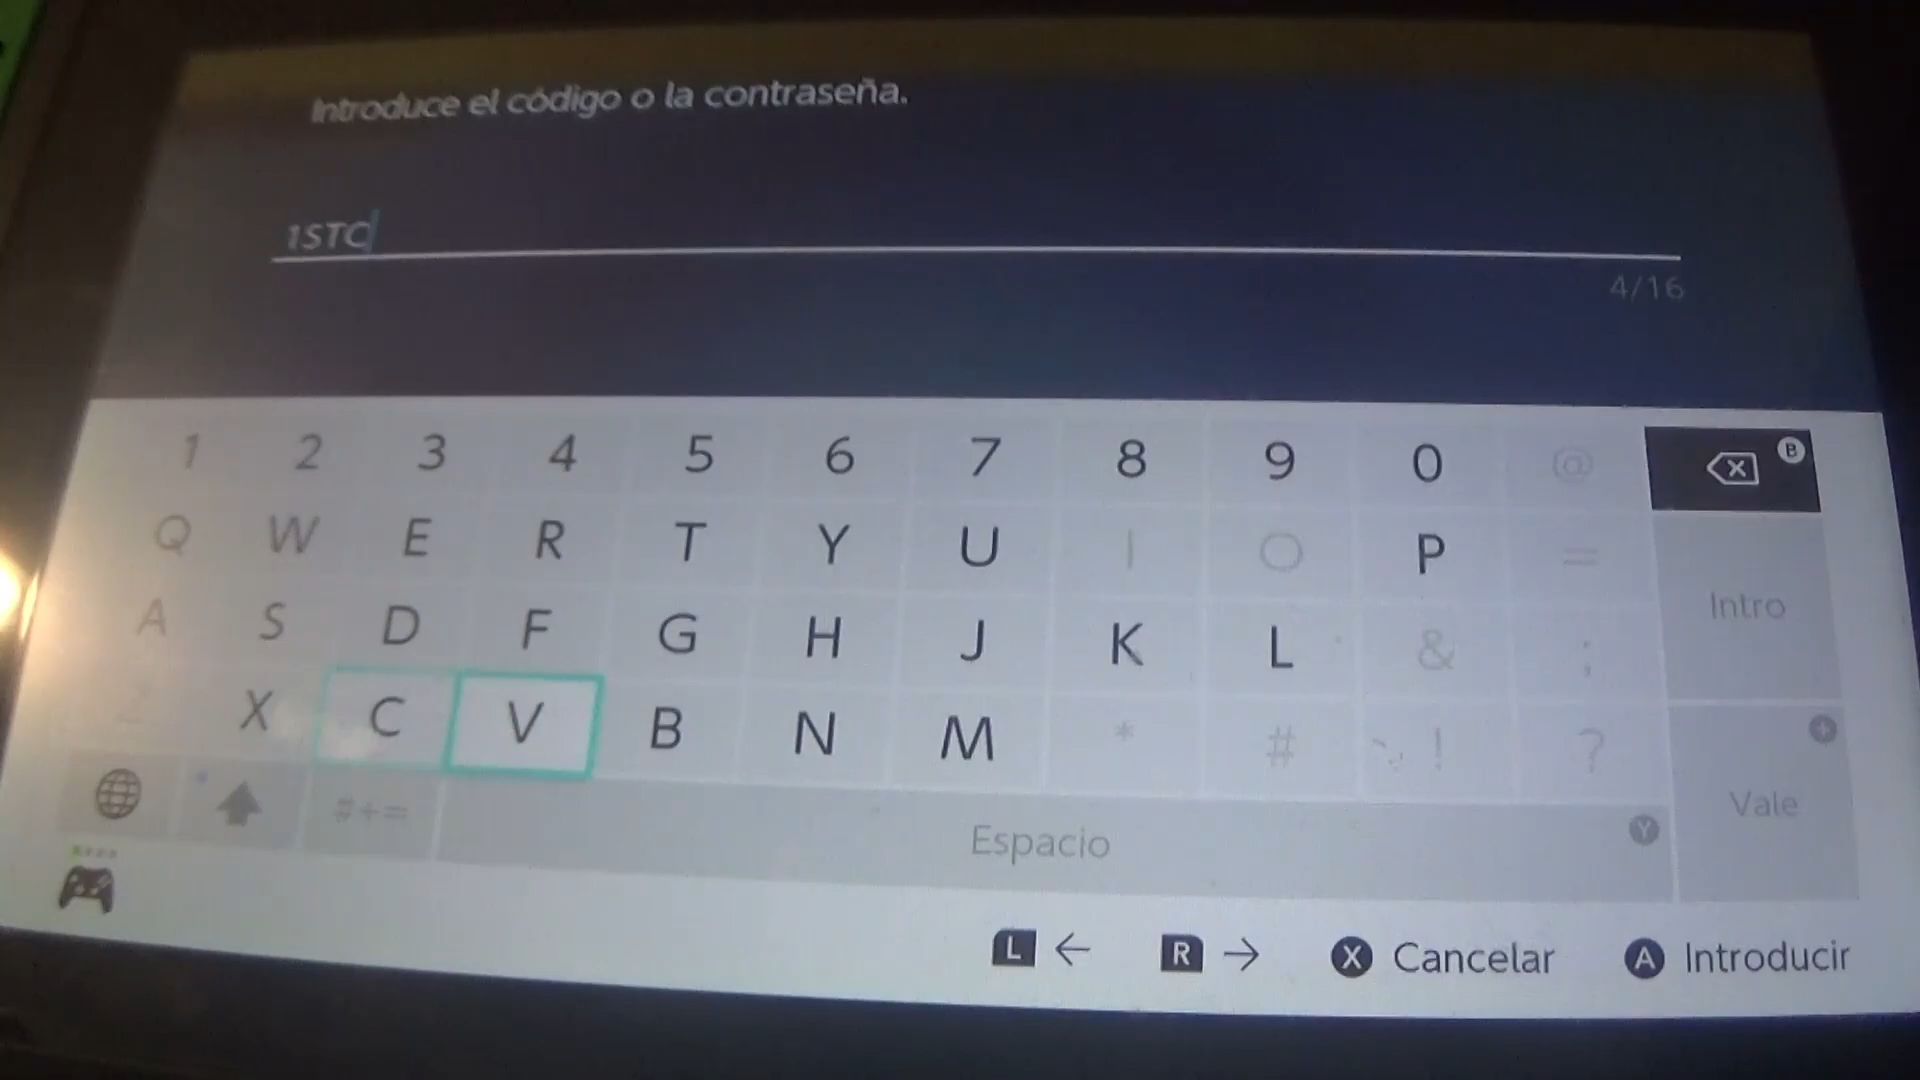 Introduce el código o la contraseña.
1STC
4/16
1 2 3 4 5 6 7 8 9 0 @ B
Q W E R T Y U I O P =
Intro
A S D F G H J K L & ;
Z X C V B N M * # ! ?
+
#+= Espacio Y Vale
L ← R → X Cancelar A Introducir